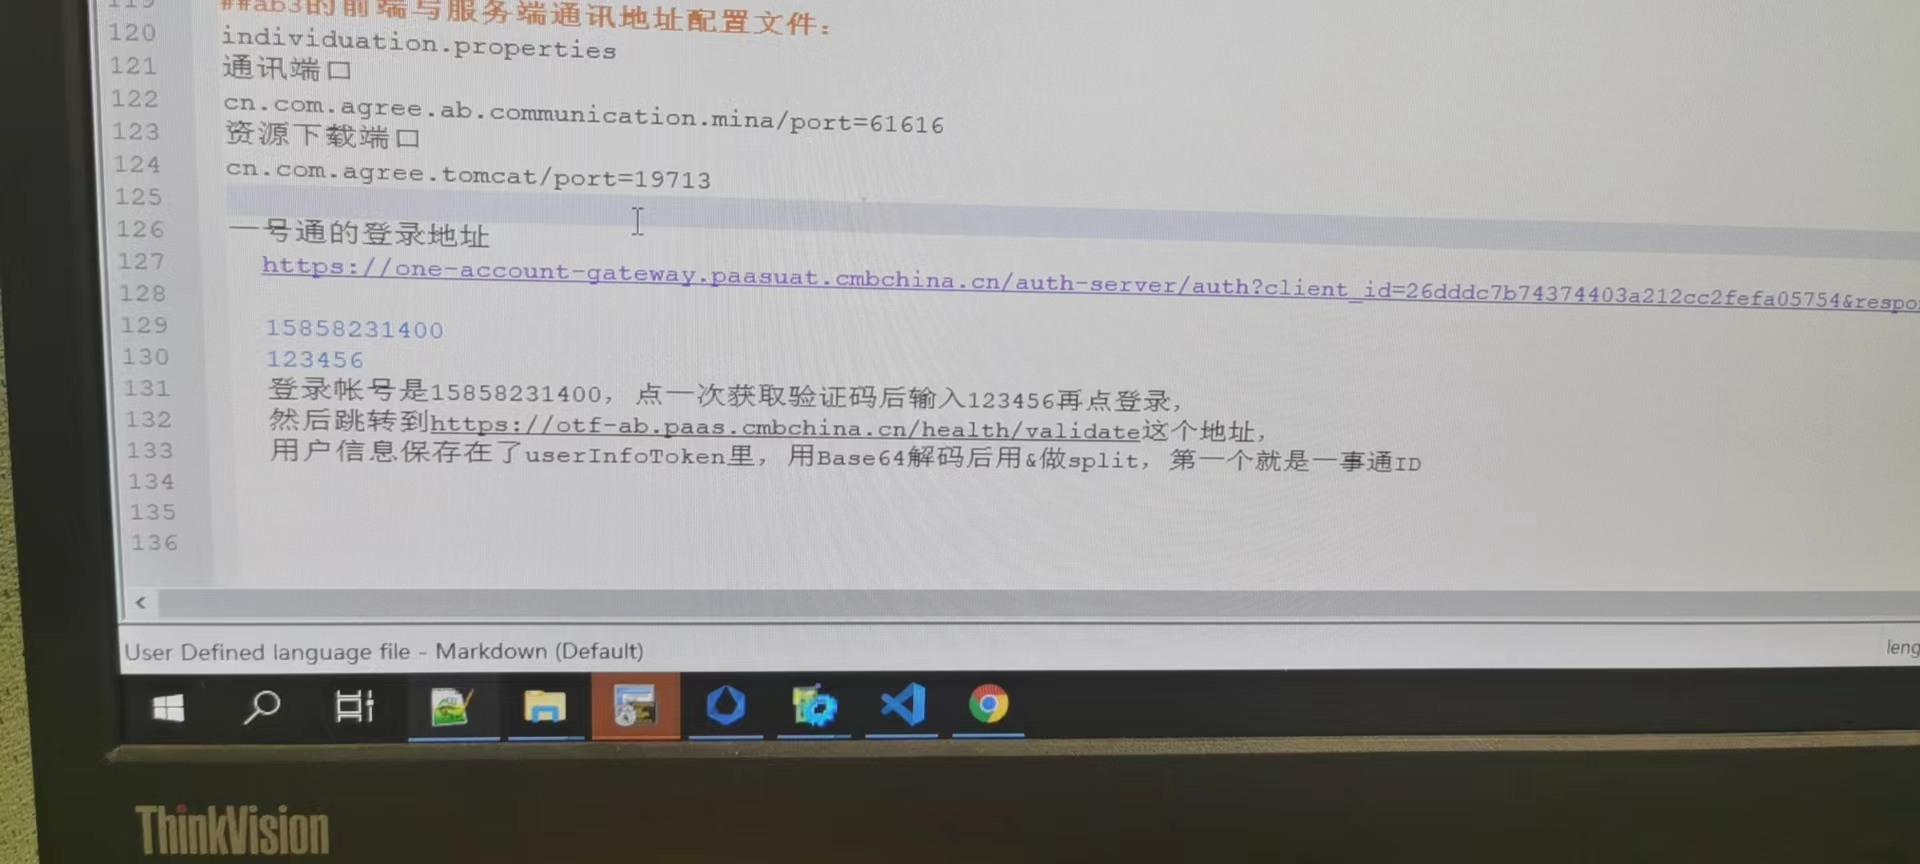 119
##ab3的前端与服务端通讯地址配置文件：
120 individuation.properties
121 通讯端口
122 cn.com.agree.ab.communication.mina/port=61616
123 资源下载端口
124 cn.com.agree.tomcat/port=19713
125
126 一号通的登录地址
127 https://one-account-gateway.paasuat.cmbchina.cn/auth-server/auth?client_id=26dddc7b74374403a212cc2fefa05754&respo
128
129 15858231400
130 123456
131 登录帐号是15858231400，点一次获取验证码后输入123456再点登录，
132 然后跳转到https://otf-ab.paas.cmbchina.cn/health/validate这个地址，
133 用户信息保存在了userInfoToken里，用Base64解码后用&做split，第一个就是一事通ID
134
135
136
User Defined language file - Markdown (Default)
leng
ThinkVision